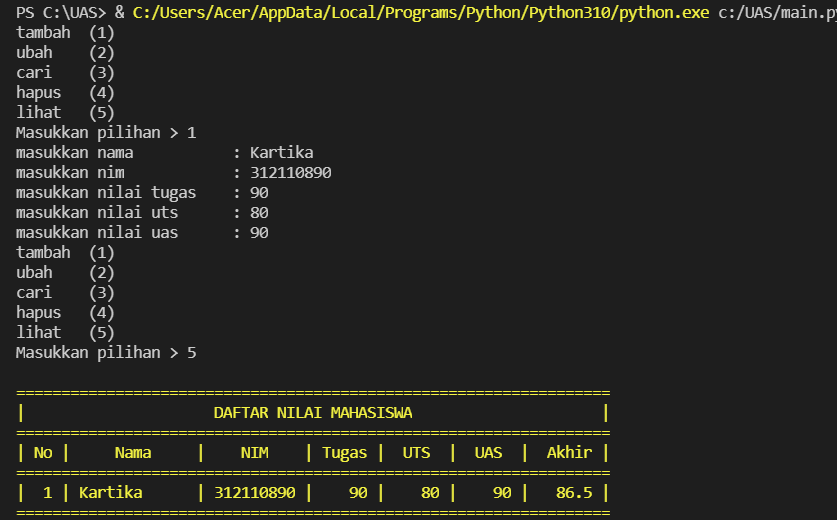 PS C:\UAS> & C:/Users/Acer/AppData/Local/Programs/Python/Python310/python.exe c:/UAS/main.py
tambah  (1)
ubah    (2)
cari    (3)
hapus   (4)
lihat   (5)
Masukkan pilihan > 1
masukkan nama           : Kartika
masukkan nim            : 312110890
masukkan nilai tugas    : 90
masukkan nilai uts      : 80
masukkan nilai uas      : 90
tambah  (1)
ubah    (2)
cari    (3)
hapus   (4)
lihat   (5)
Masukkan pilihan > 5
==================================================================
|                     DAFTAR NILAI MAHASISWA                     |
==================================================================
| No |     Nama     |    NIM    | Tugas |  UTS  |  UAS  |  Akhir |
==================================================================
|  1 | Kartika      | 312110890 |    90 |    80 |    90 |   86.5 |
==================================================================